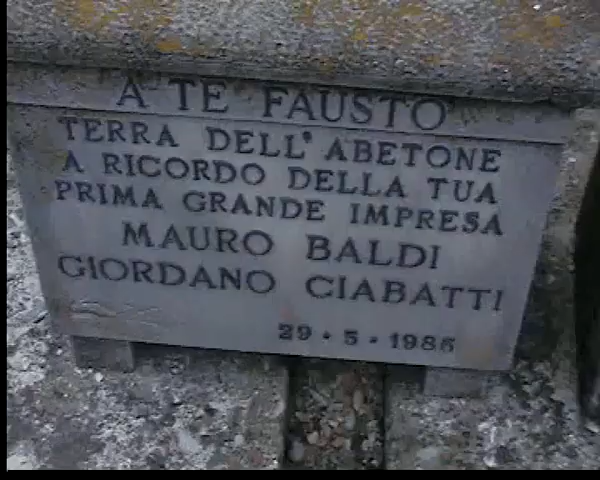 A TE FAUSTO
TERRA DELL'ABETONE
A RICORDO DELLA TUA
PRIMA GRANDE IMPRESA
MAURO BALDI
GIORDANO CIABATTI
29·5·1986